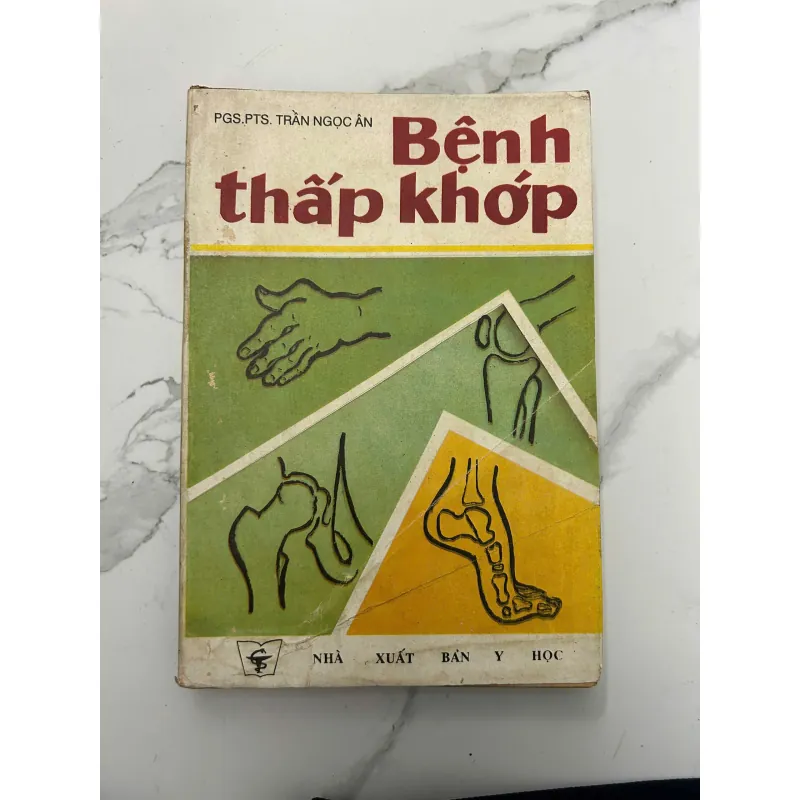 PGS.PTS. TRẦN NGỌC ÂN
Bệnh
thấp khớp
NHÀ XUẤT BẢN Y HỌC